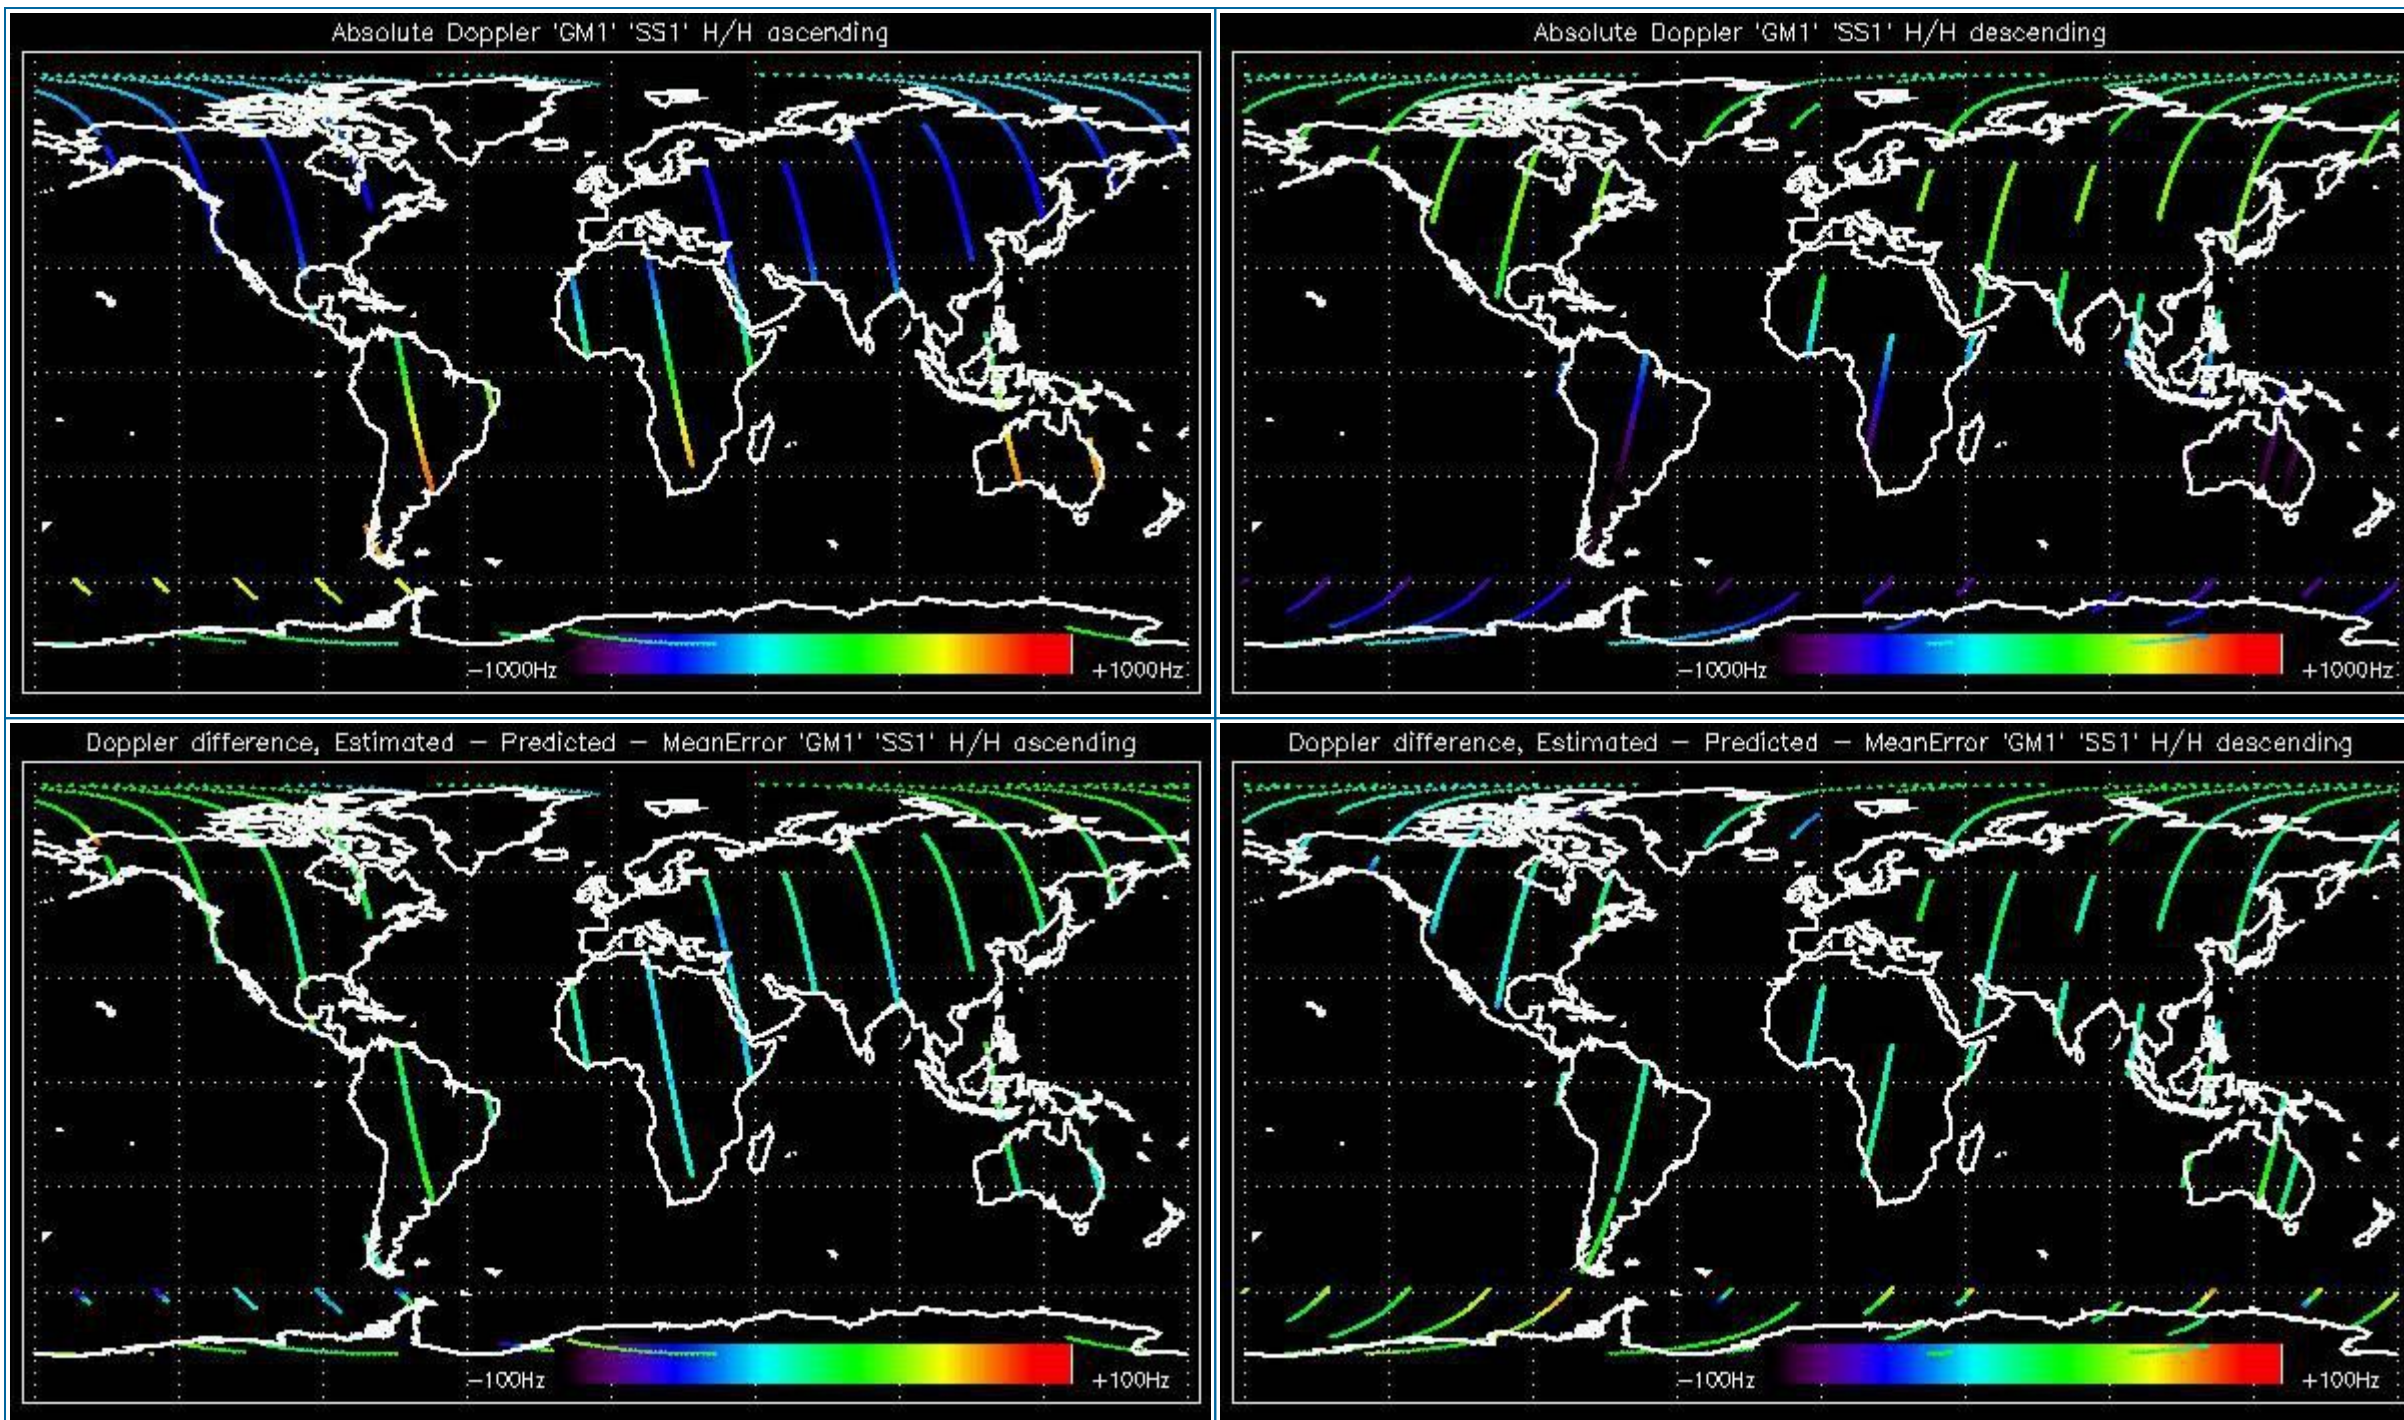 Absolute Doppler 'GM1' 'SS1' H/H ascending
-1000Hz
+1000Hz
Absolute Doppler 'GM1' 'SS1' H/H descending
-1000Hz
+1000Hz
Doppler difference, Estimated - Predicted - MeanError 'GM1' 'SS1' H/H ascending
-100Hz
+100Hz
Doppler difference, Estimated - Predicted - MeanError 'GM1' 'SS1' H/H descending
-100Hz
+100Hz